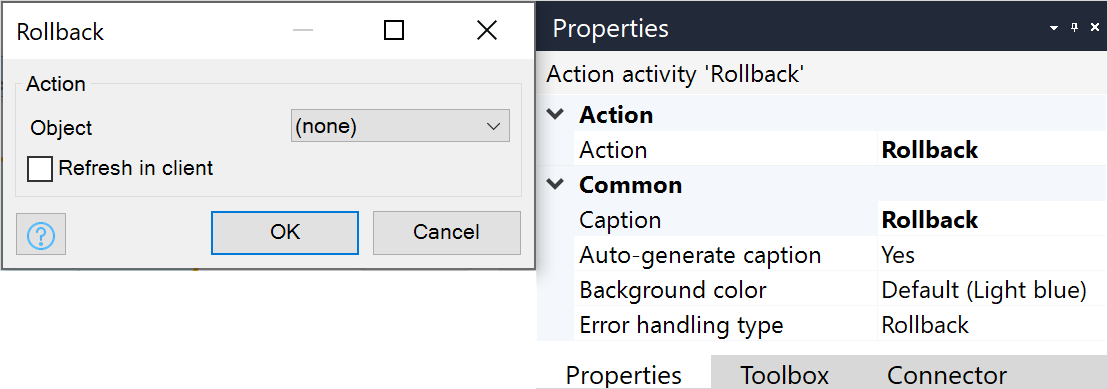 Rollback
Action
Object
(none)
Refresh in client
?
OK
Cancel
Properties
Action activity 'Rollback'
Action
Action Rollback
Common
Caption Rollback
Auto-generate caption Yes
Background color Default (Light blue)
Error handling type Rollback
Properties Toolbox Connector